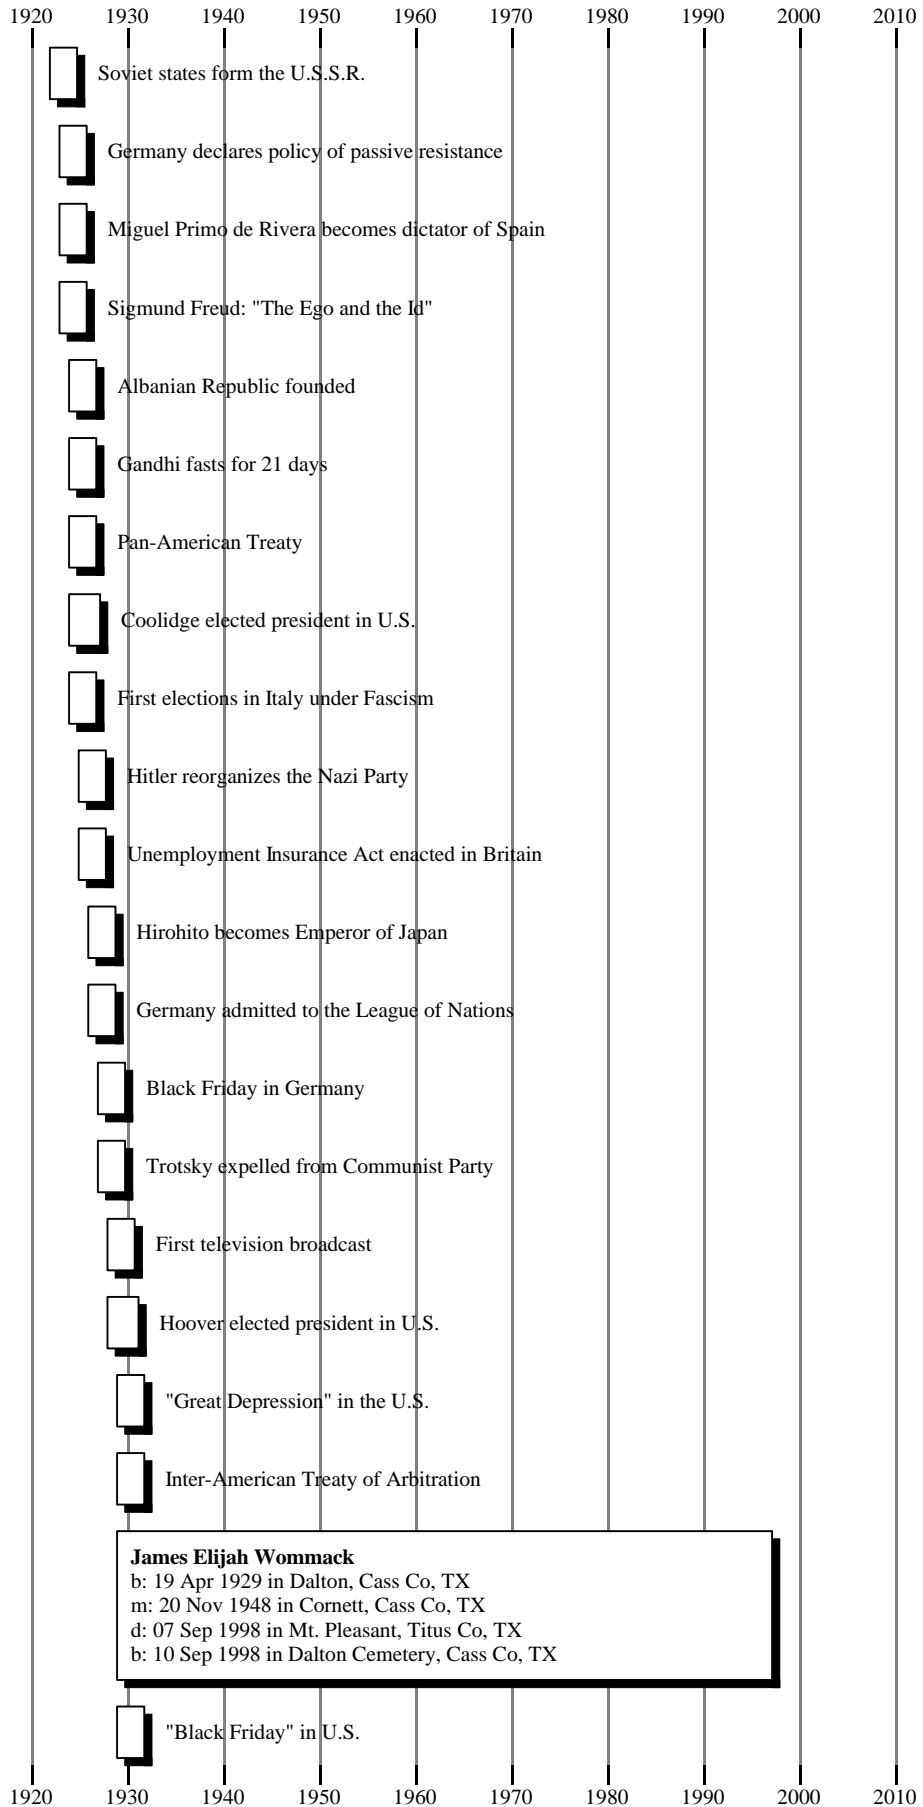 1920 1930 1940 1950 1960 1970 1980 1990 2000 2010
Soviet states form the U.S.S.R.
Germany declares policy of passive resistance
Miguel Primo de Rivera becomes dictator of Spain
Sigmund Freud: "The Ego and the Id"
Albanian Republic founded
Gandhi fasts for 21 days
Pan-American Treaty
Coolidge elected president in U.S.
First elections in Italy under Fascism
Hitler reorganizes the Nazi Party
Unemployment Insurance Act enacted in Britain
Hirohito becomes Emperor of Japan
Germany admitted to the League of Nations
Black Friday in Germany
Trotsky expelled from Communist Party
First television broadcast
Hoover elected president in U.S.
"Great Depression" in the U.S.
Inter-American Treaty of Arbitration
James Elijah Wommack
b: 19 Apr 1929 in Dalton, Cass Co, TX
m: 20 Nov 1948 in Cornett, Cass Co, TX
d: 07 Sep 1998 in Mt. Pleasant, Titus Co, TX
b: 10 Sep 1998 in Dalton Cemetery, Cass Co, TX
"Black Friday" in U.S.
1920 1930 1940 1950 1960 1970 1980 1990 2000 2010